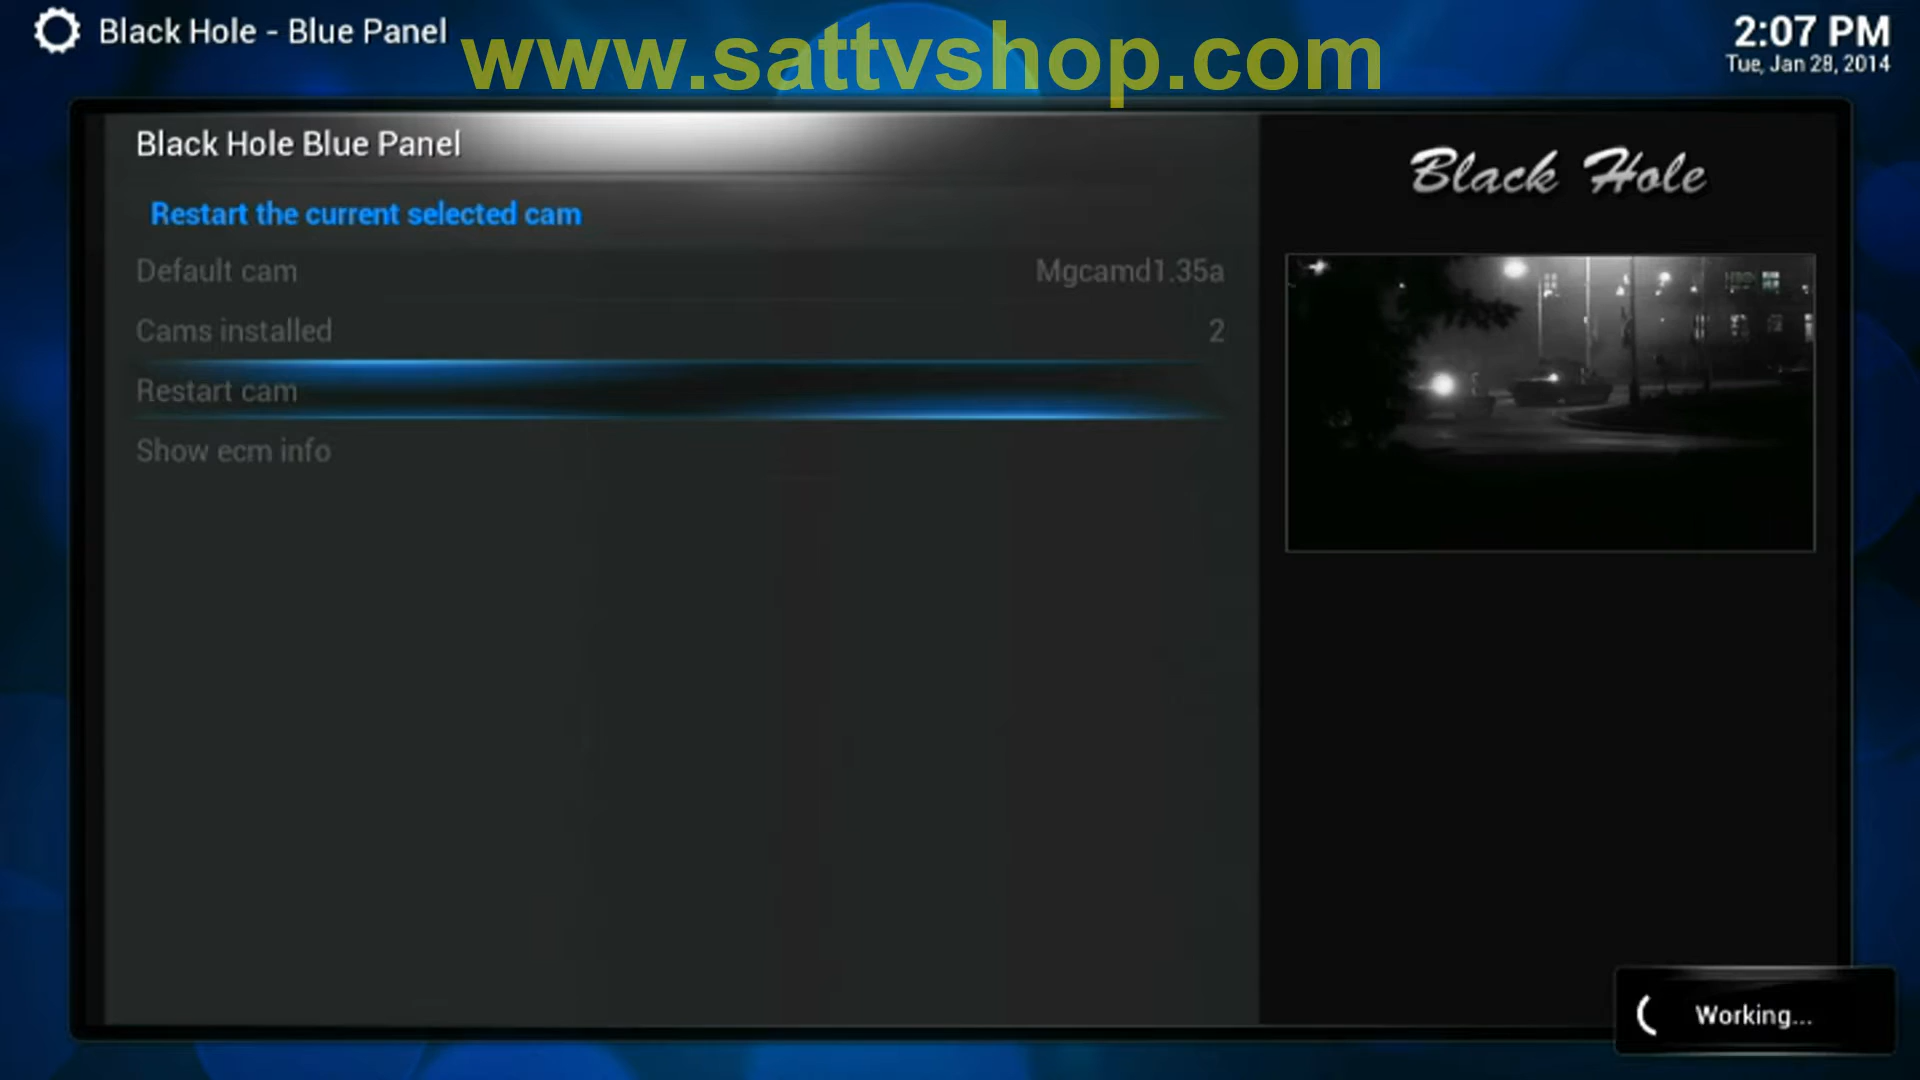 Black Hole - Blue Panel
www.sattvshop.com
2:07 PM
Tue, Jan 28, 2014
Black Hole Blue Panel
Restart the current selected cam
Default cam Mgcamd1.35a
Cams installed 2
Restart cam
Show ecm info
Black Hole
Working...